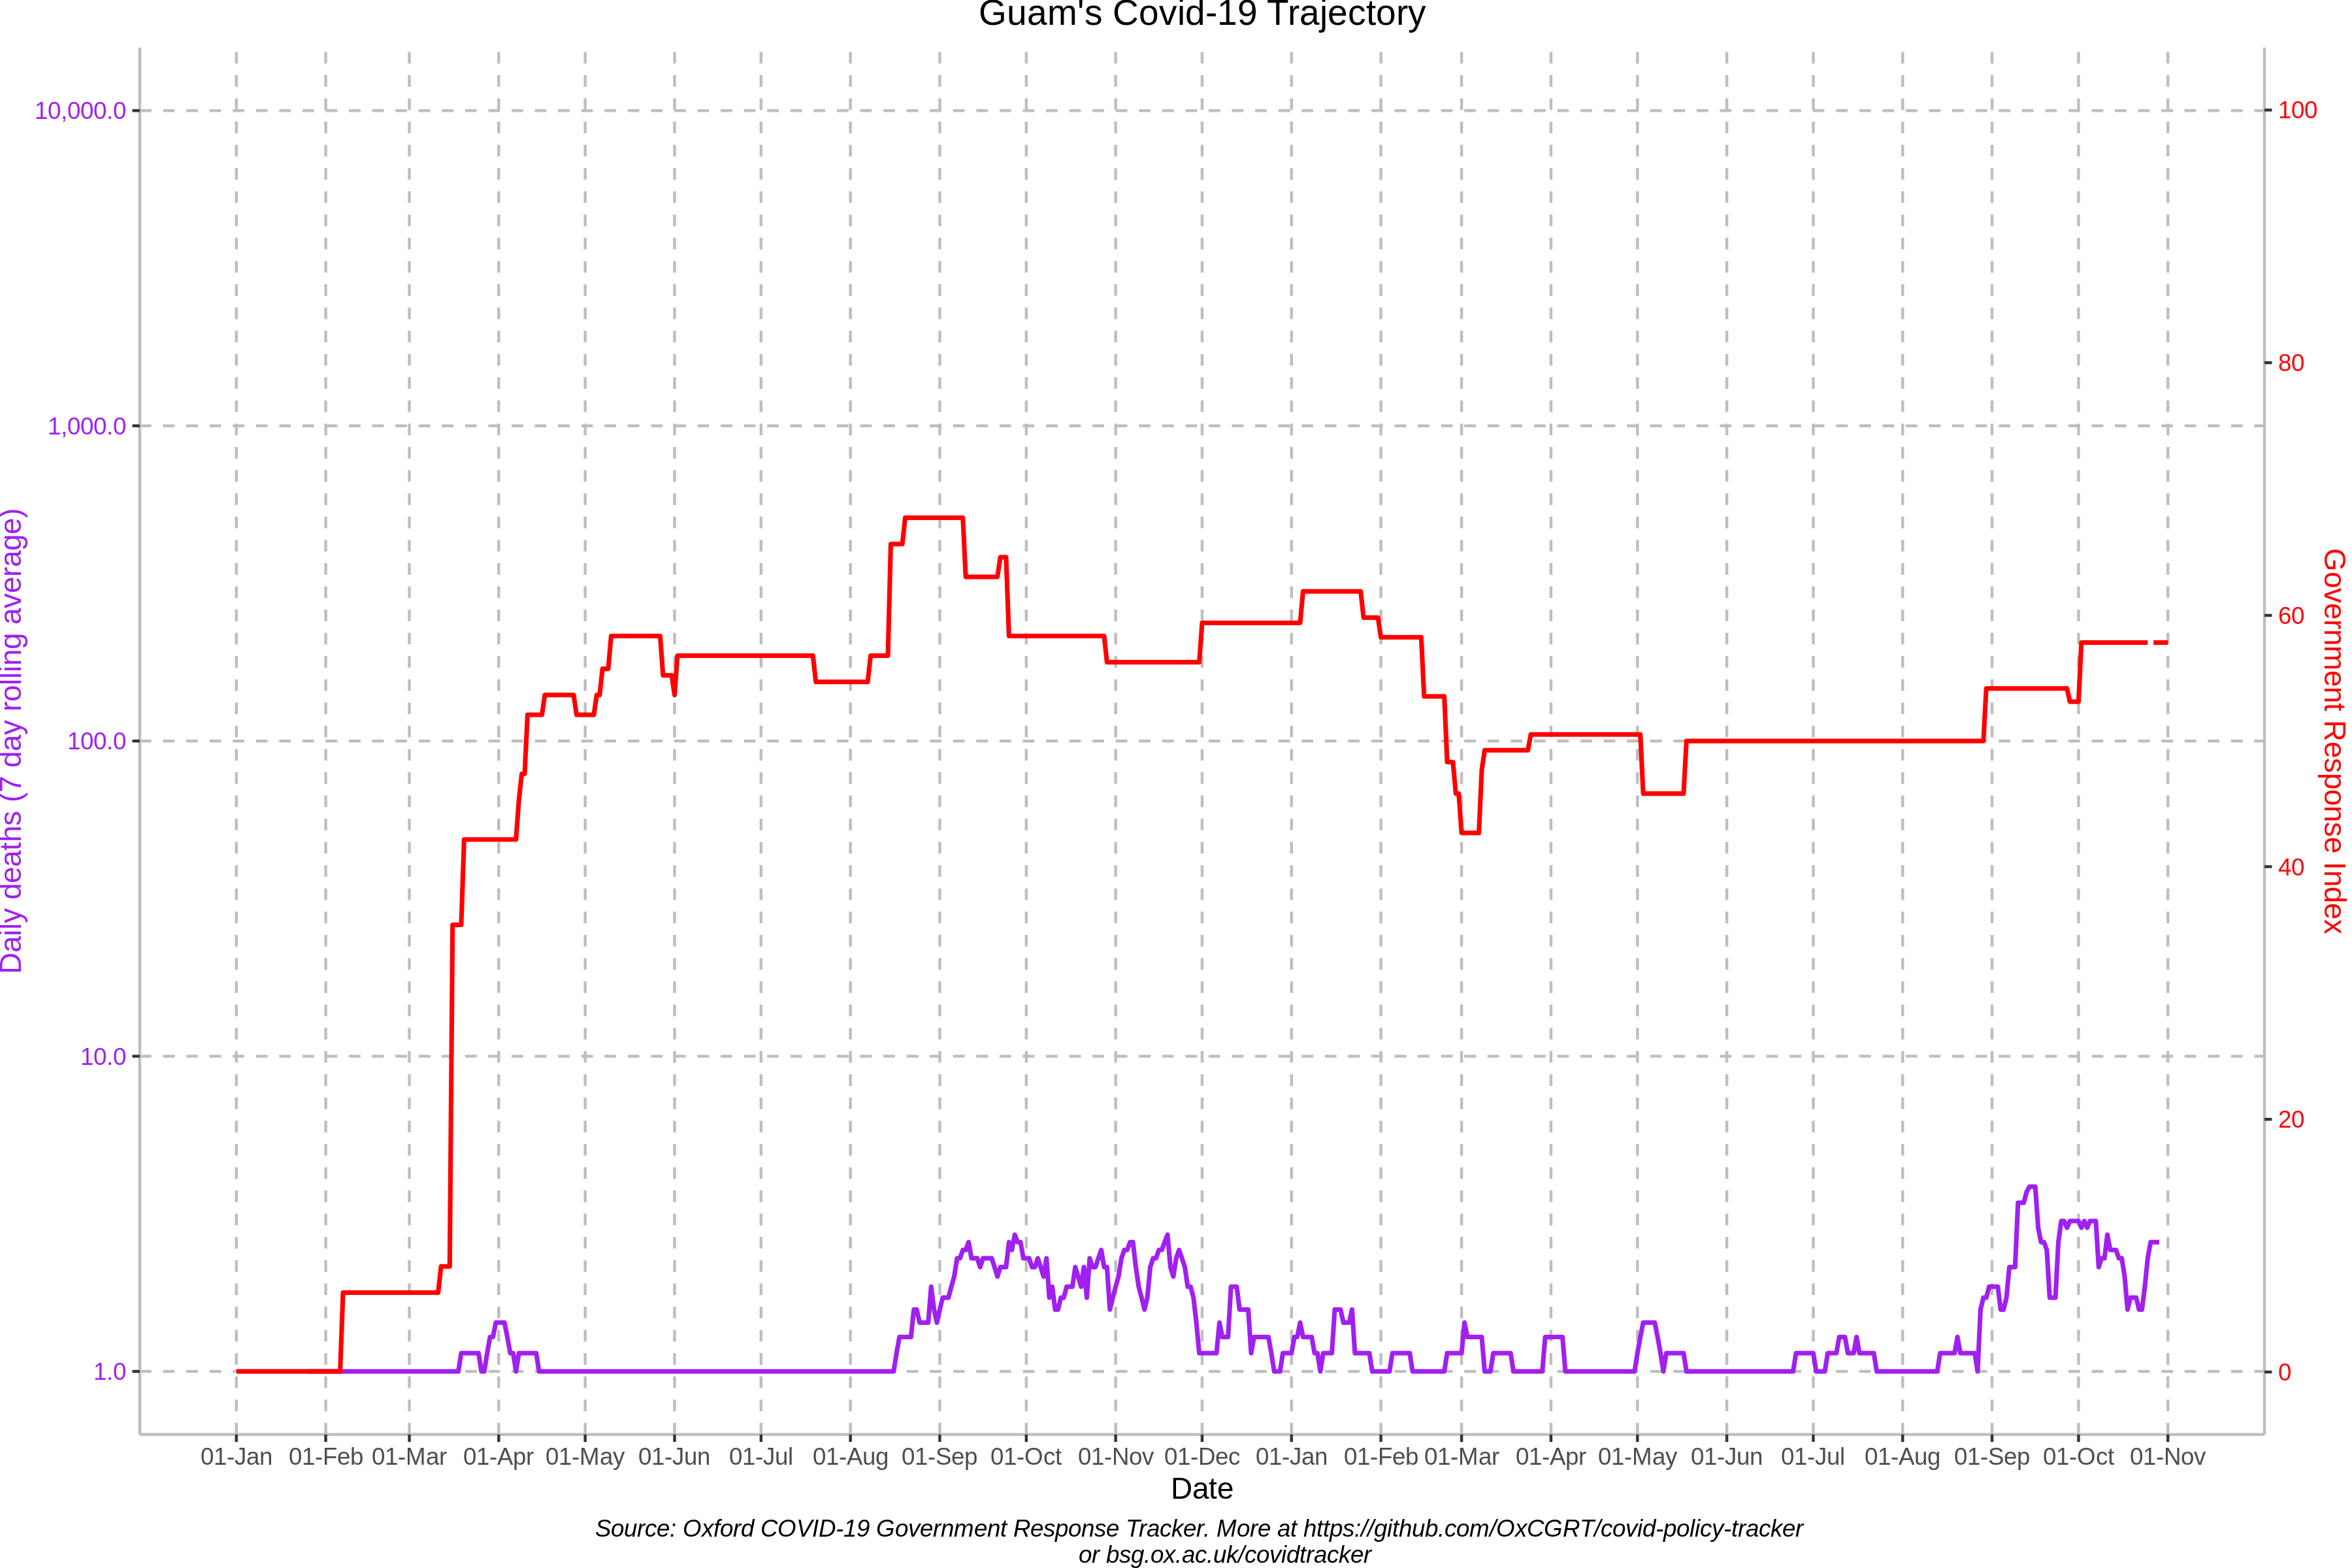 Guam's Covid-19 Trajectory
10,000.0
1,000.0
100.0
10.0
1.0
Daily deaths (7 day rolling average)
100
80
60
40
20
0
Government Response Index
01-Jan 01-Feb 01-Mar 01-Apr 01-May 01-Jun 01-Jul 01-Aug 01-Sep 01-Oct 01-Nov 01-Dec 01-Jan 01-Feb 01-Mar 01-Apr 01-May 01-Jun 01-Jul 01-Aug 01-Sep 01-Oct 01-Nov
Date
Source: Oxford COVID-19 Government Response Tracker. More at https://github.com/OxCGRT/covid-policy-tracker
or bsg.ox.ac.uk/covidtracker